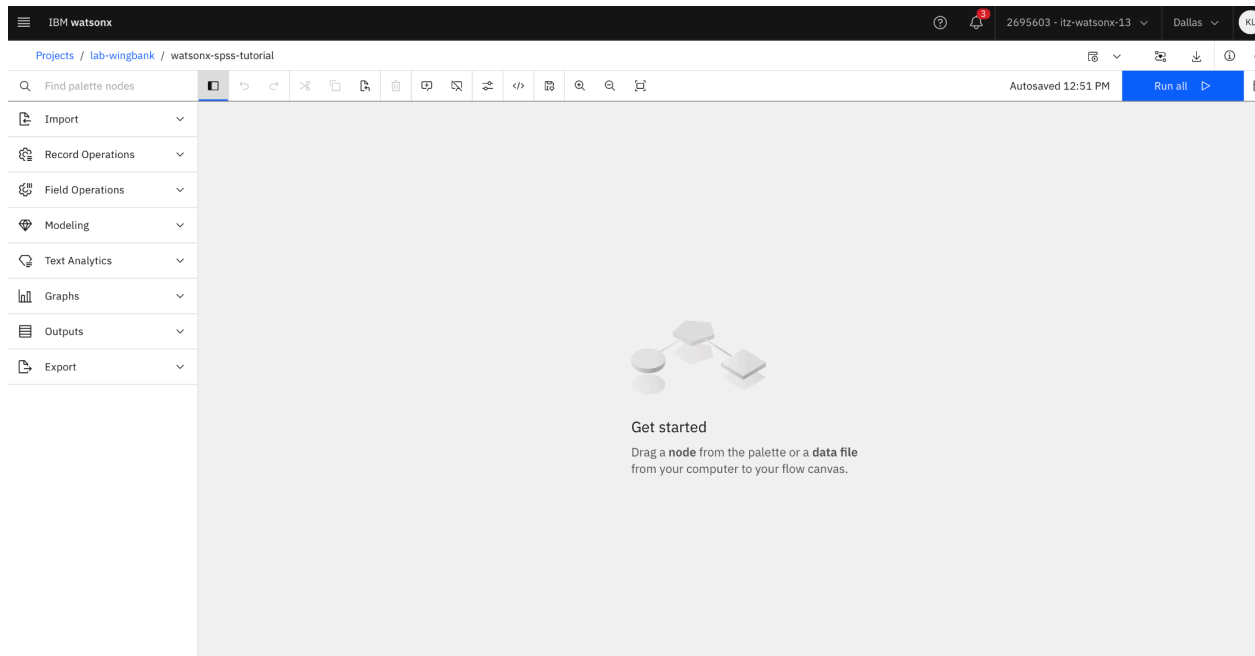 IBM watsonx
3
2695603 - itz-watsonx-13
Dallas
KL
Projects / lab-wingbank / watsonx-spss-tutorial
Find palette nodes
Autosaved 12:51 PM
Run all
Import
Record Operations
Field Operations
Modeling
Text Analytics
Graphs
Outputs
Export
Get started
Drag a node from the palette or a data file
from your computer to your flow canvas.